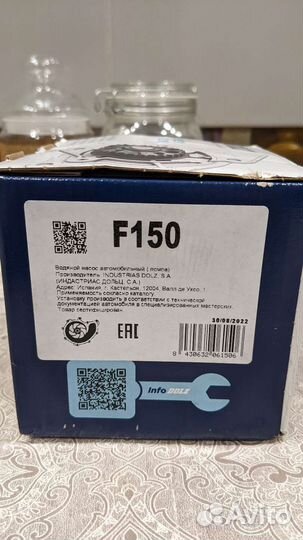 F150
Водяной насос автомобильный ( помпа)
Производитель: INDUSTRIAS DOLZ, S.A.
(ИНДАСТРИАС ДОЛЬЦ, С.А.)
Адрес: Испания, г. Кастельон, 12004, Валл де Уксо, 1.
Применяемость согласно каталогу
Установку производить в соответствии с технической
документацией автомобиля в специализированных мастерских.
Товар сертифицирован.
30/08/2022
EAC
8 430632 061506
Info DOLZ
Avito